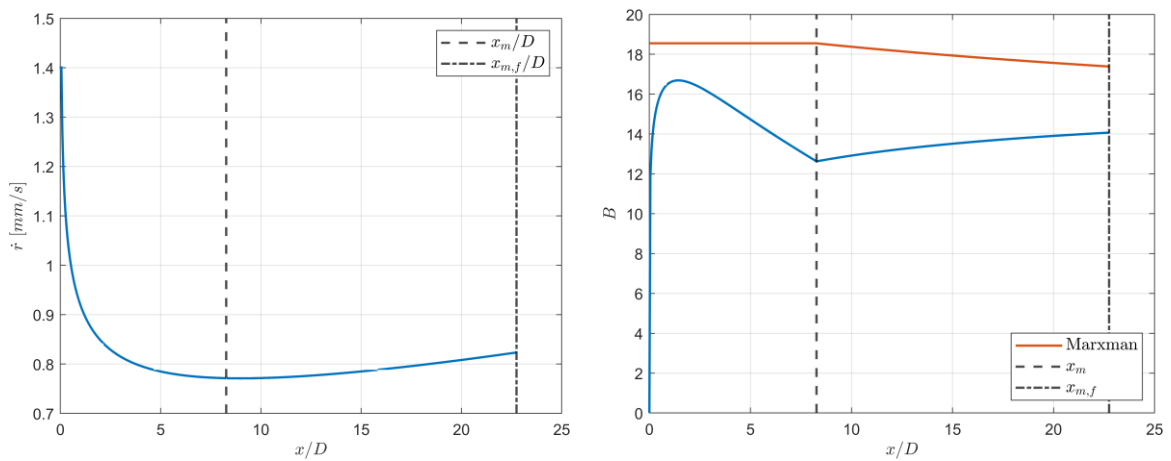 1.5
1.4
1.3
1.2
1.1
1
0.9
0.8
0.7
ṙ [mm/s]
0 5 10 15 20 25
x/D
x_m/D
x_{m,f}/D
20
18
16
14
12
10
8
6
4
2
0
B
0 5 10 15 20 25
x/D
Marxman
x_m
x_{m,f}